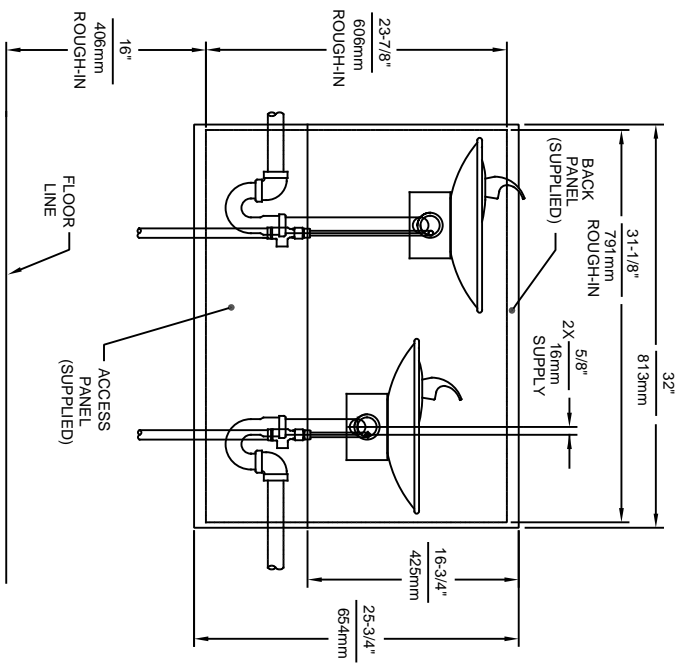 32"
813mm
31-1/8"
791mm
ROUGH-IN
BACK
PANEL
(SUPPLIED)
23-7/8"
606mm
ROUGH-IN
16"
406mm
ROUGH-IN
FLOOR
LINE
2X
5/8"
16mm
SUPPLY
ACCESS
PANEL
(SUPPLIED)
16-3/4"
425mm
25-3/4"
654mm